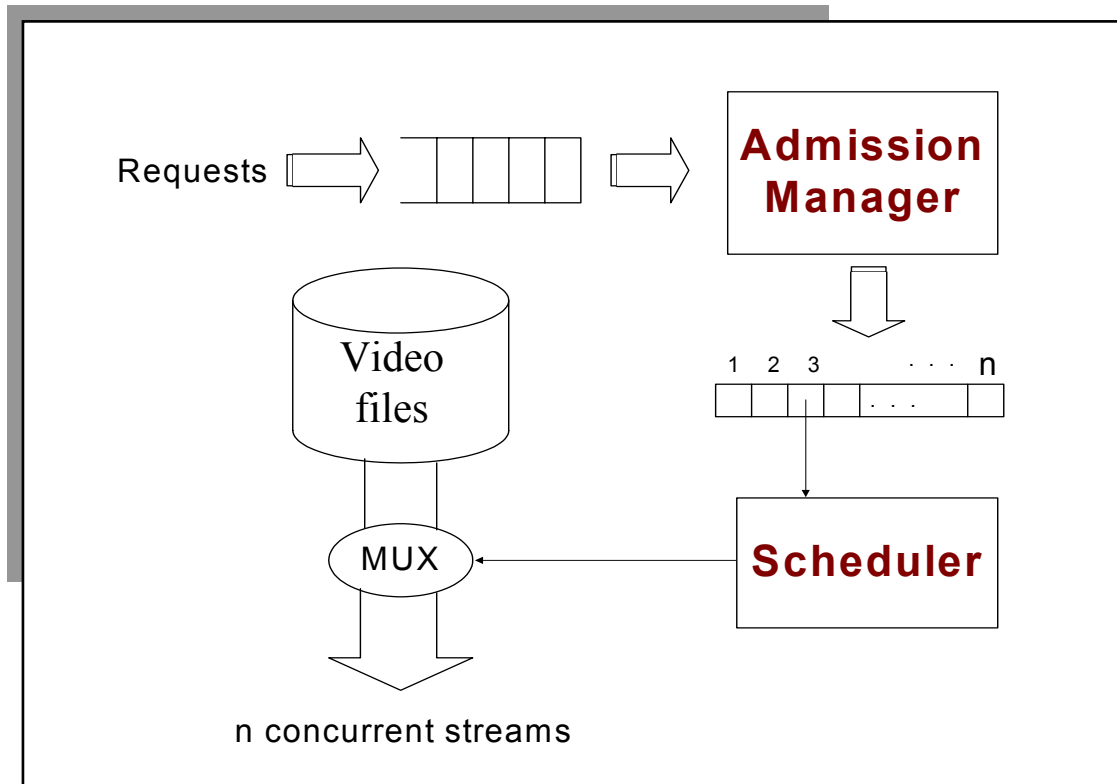 Requests
Admission
Manager
Video
files
1 2 3 . . . n
. . .
MUX
Scheduler
n concurrent streams